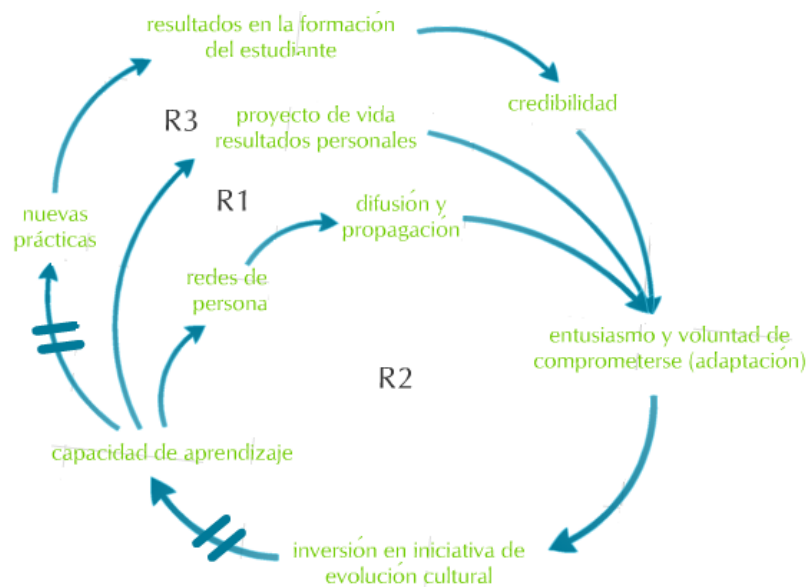 resultados en la formación
del estudiante
credibilidad
R3
proyecto de vida
resultados personales
R1
difusión y
propagación
nuevas
prácticas
redes de
persona
entusiasmo y voluntad de
comprometerse (adaptación)
R2
capacidad de aprendizaje
inversión en iniciativa de
evolución cultural